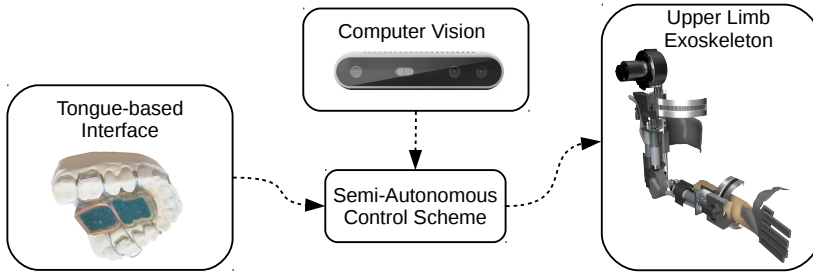 Tongue-based
Interface
Computer Vision
Semi-Autonomous
Control Scheme
Upper Limb
Exoskeleton